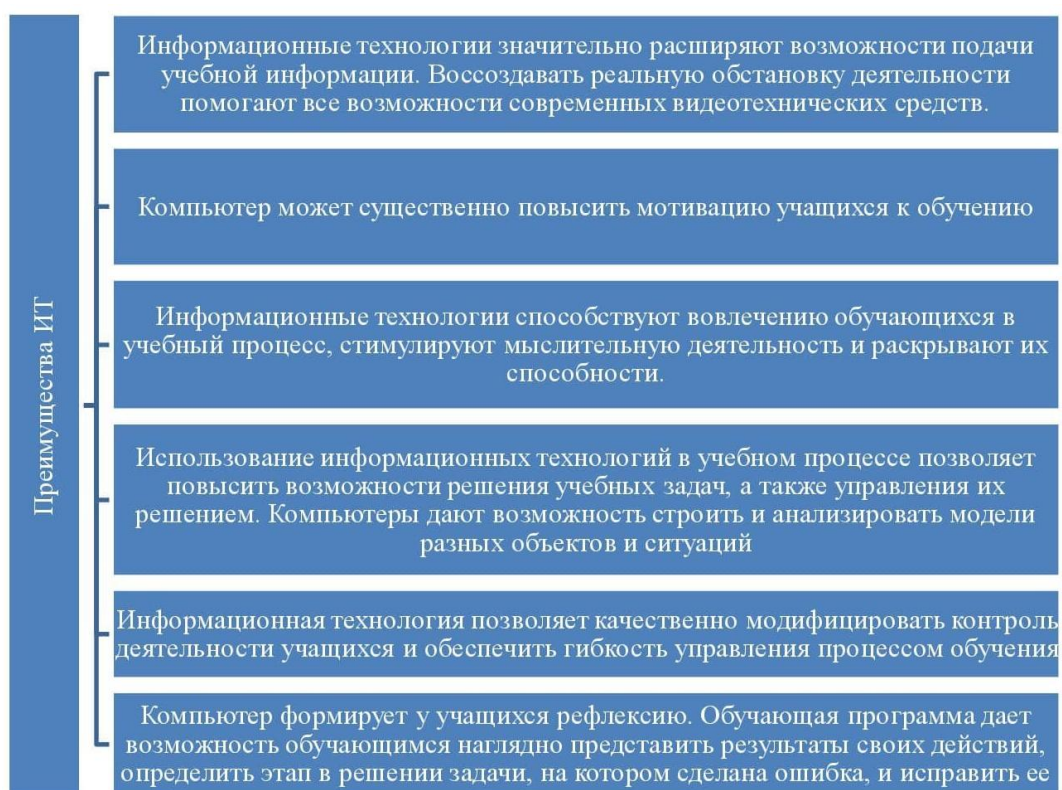 Преимущества ИТ
Информационные технологии значительно расширяют возможности подачи
учебной информации. Воссоздавать реальную обстановку деятельности
помогают все возможности современных видеотехнических средств.
Компьютер может существенно повысить мотивацию учащихся к обучению
Информационные технологии способствуют вовлечению обучающихся в
учебный процесс, стимулируют мыслительную деятельность и раскрывают их
способности.
Использование информационных технологий в учебном процессе позволяет
повысить возможности решения учебных задач, а также управления их
решением. Компьютеры дают возможность строить и анализировать модели
разных объектов и ситуаций
Информационная технология позволяет качественно модифицировать контроль
деятельности учащихся и обеспечить гибкость управления процессом обучения
Компьютер формирует у учащихся рефлексию. Обучающая программа дает
возможность обучающимся наглядно представить результаты своих действий,
определить этап в решении задачи, на котором сделана ошибка, и исправить ее